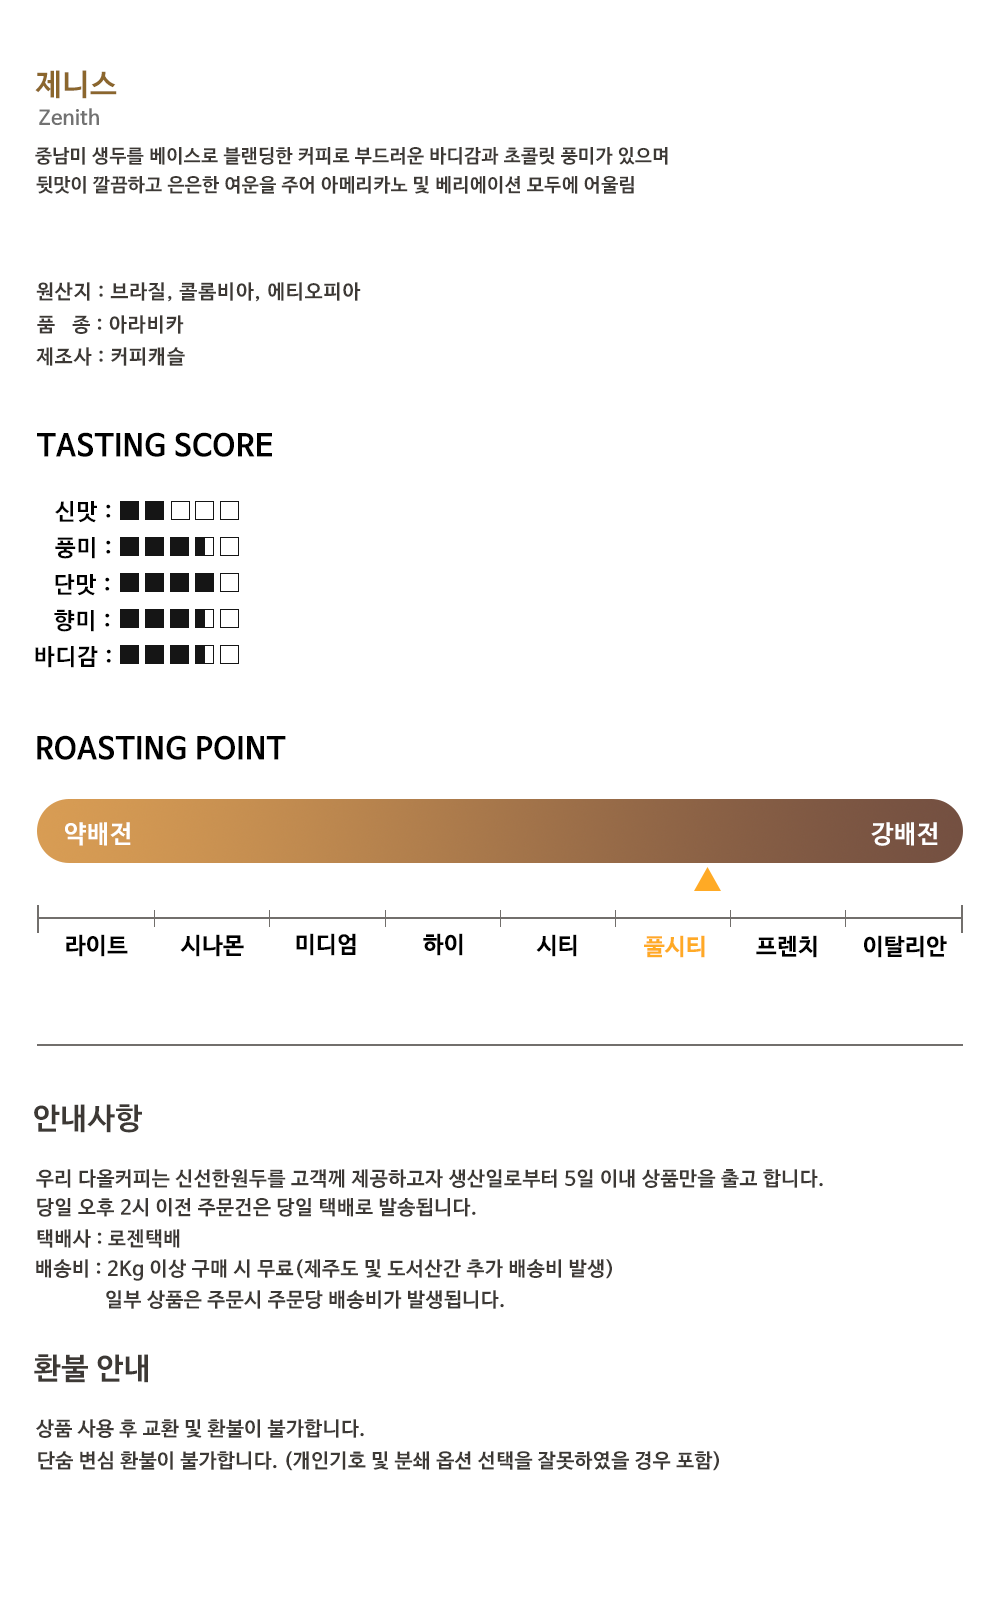 제니스
Zenith
중남미 생두를 베이스로 블랜딩한 커피로 부드러운 바디감과 초콜릿 풍미가 있으며
뒷맛이 깔끔하고 은은한 여운을 주어 아메리카노 및 베리에이션 모두에 어울림
원산지 : 브라질, 콜롬비아, 에티오피아
품 종 : 아라비카
제조사 : 커피캐슬
TASTING SCORE
신맛 :
풍미 :
단맛 :
향미 :
바디감 :
ROASTING POINT
약배전 강배전
라이트 시나몬 미디엄 하이 시티 풀시티 프렌치 이탈리안
안내사항
우리 다올커피는 신선한원두를 고객께 제공하고자 생산일로부터 5일 이내 상품만을 출고 합니다.
당일 오후 2시 이전 주문건은 당일 택배로 발송됩니다.
택배사 : 로젠택배
배송비 : 2Kg 이상 구매 시 무료(제주도 및 도서산간 추가 배송비 발생)
일부 상품은 주문시 주문당 배송비가 발생됩니다.
환불 안내
상품 사용 후 교환 및 환불이 불가합니다.
단숨 변심 환불이 불가합니다. (개인기호 및 분쇄 옵션 선택을 잘못하였을 경우 포함)